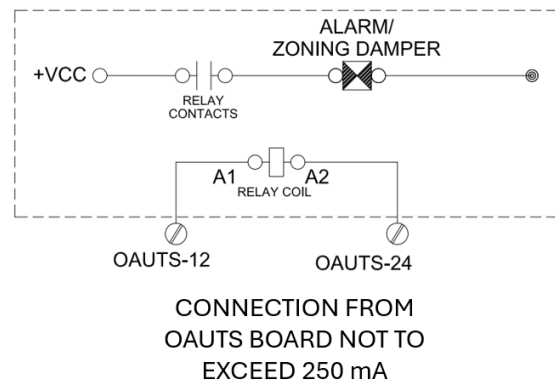 ALARM/
ZONING DAMPER
+VCC
RELAY
CONTACTS
A1
A2
RELAY COIL
OAUTS-12
OAUTS-24
CONNECTION FROM
OAUTS BOARD NOT TO
EXCEED 250 mA